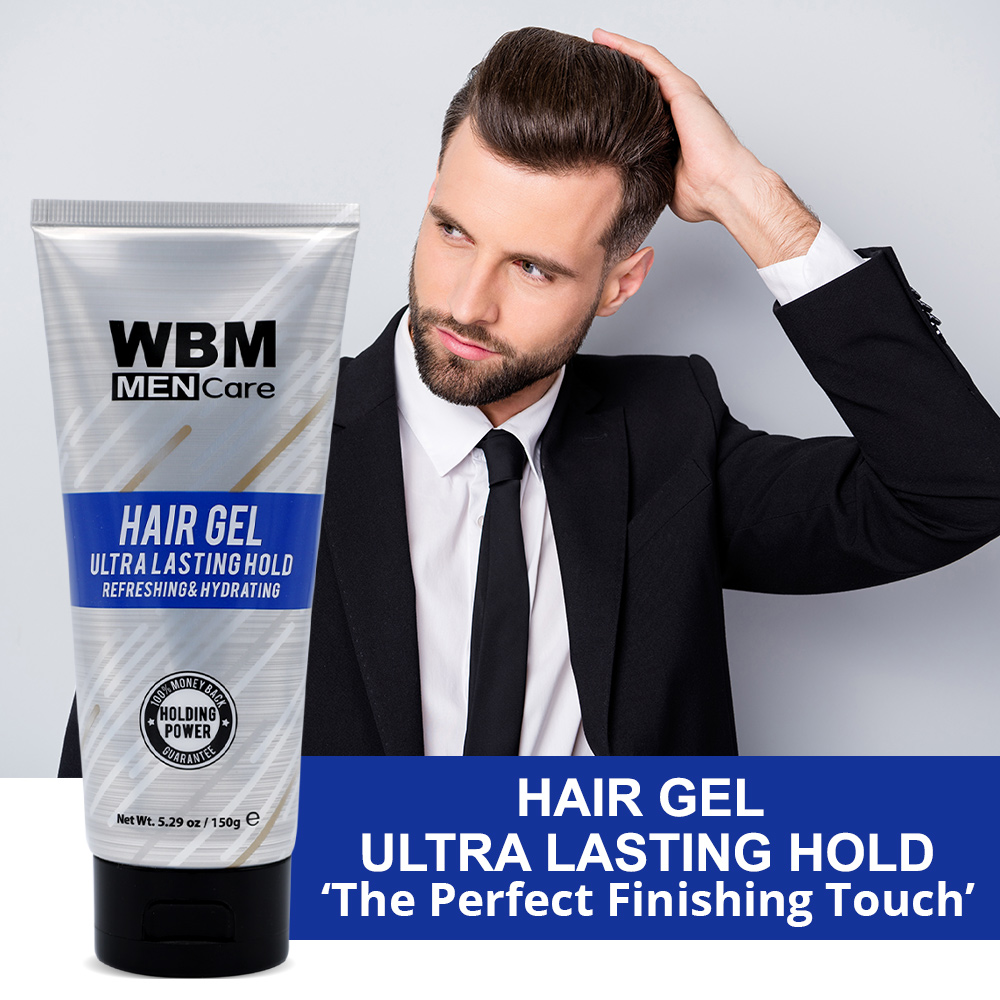 WBM
MEN Care
HAIR GEL
ULTRA LASTING HOLD
REFRESHING & HYDRATING
100% MONEY BACK
HOLDING
POWER
GUARANTEE
Net Wt. 5.29 oz / 150g e
HAIR GEL
ULTRA LASTING HOLD
‘The Perfect Finishing Touch’